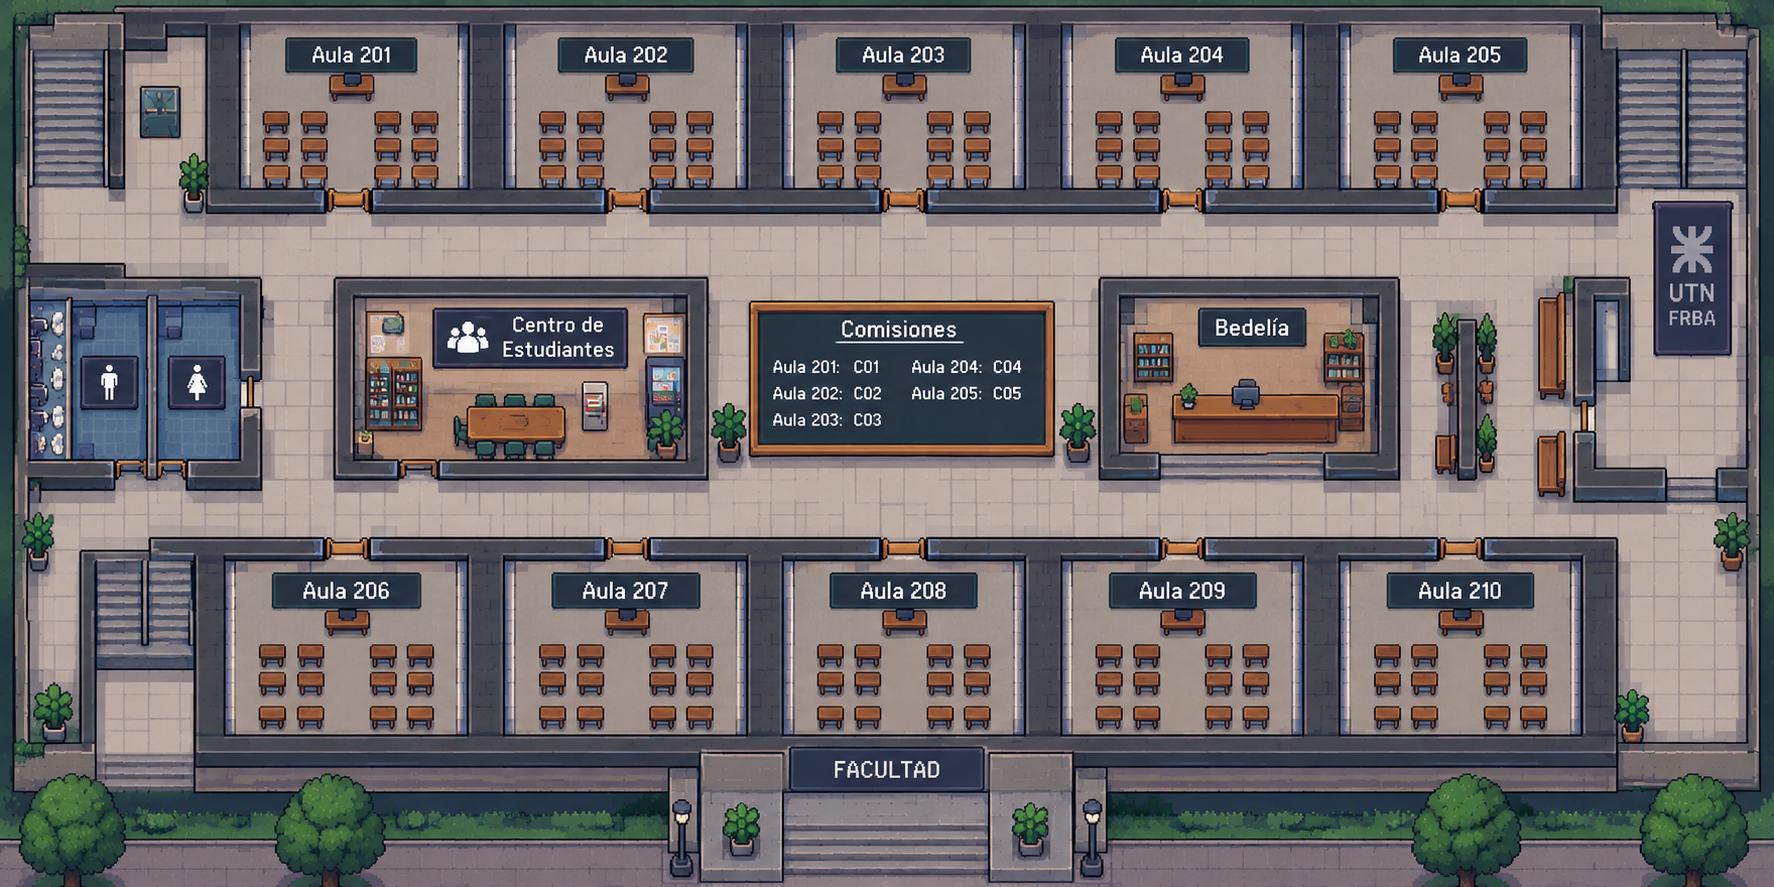 Aula 201
Aula 202
Aula 203
Aula 204
Aula 205
UTN
FRBA
Centro de
Estudiantes
Comisiones
Aula 201: C01
Aula 204: C04
Aula 202: C02
Aula 205: C05
Aula 203: C03
Bedelía
Aula 206
Aula 207
Aula 208
Aula 209
Aula 210
FACULTAD